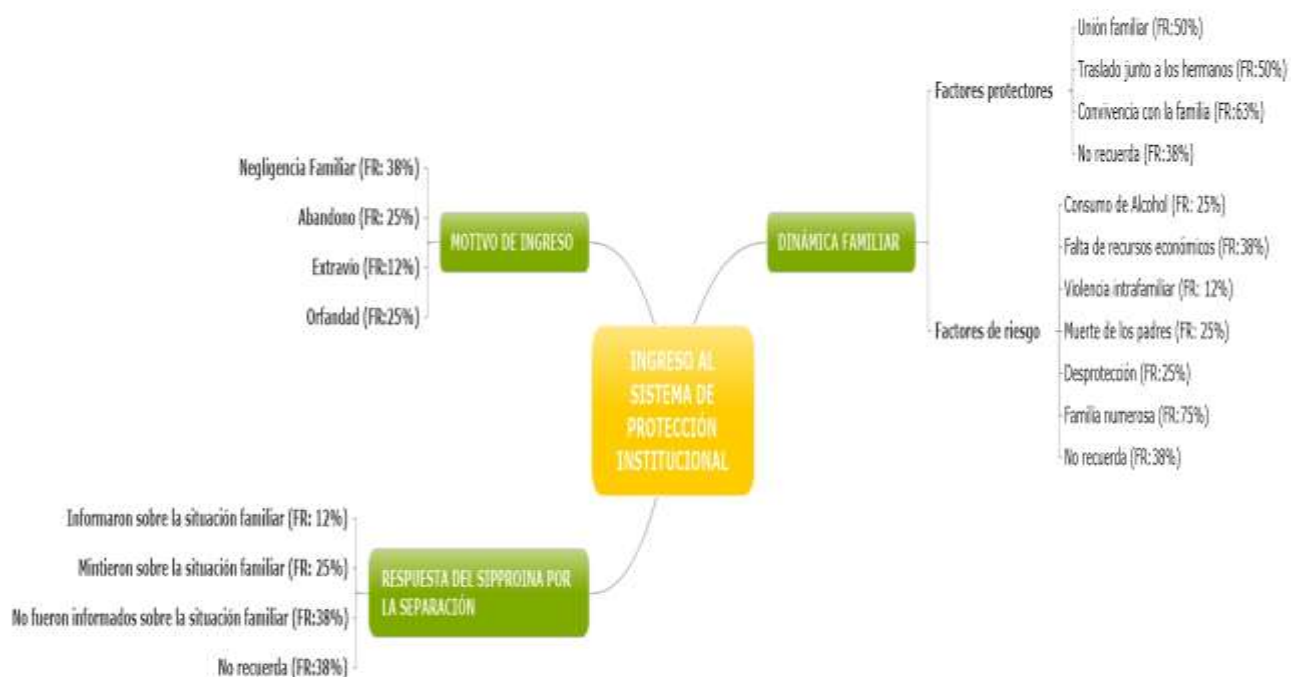 Unión familiar (FR:50%)
Traslado junto a los hermanos (FR:50%)
Factores protectores
Convivencia con la familia (FR:63%)
No recuerda (FR:38%)
Negligencia Familiar (FR: 38%)
Abandono (FR: 25%)
MOTIVO DE INGRESO
Extravío (FR:12%)
Orfandad (FR:25%)
DINÁMICA FAMILIAR
Consumo de Alcohol (FR: 25%)
Falta de recursos económicos (FR:38%)
Violencia intrafamiliar (FR: 12%)
Factores de riesgo
Muerte de los padres (FR: 25%)
Desprotección (FR:25%)
Familia numerosa (FR:75%)
No recuerda (FR:38%)
INGRESO AL
SISTEMA DE
PROTECCIÓN
INSTITUCIONAL
Informaron sobre la situación familiar (FR: 12%)
Mintieron sobre la situación familiar (FR: 25%)
RESPUESTA DEL SIPPROINA POR
LA SEPARACIÓN
No fueron informados sobre la situación familiar (FR:38%)
No recuerda (FR:38%)